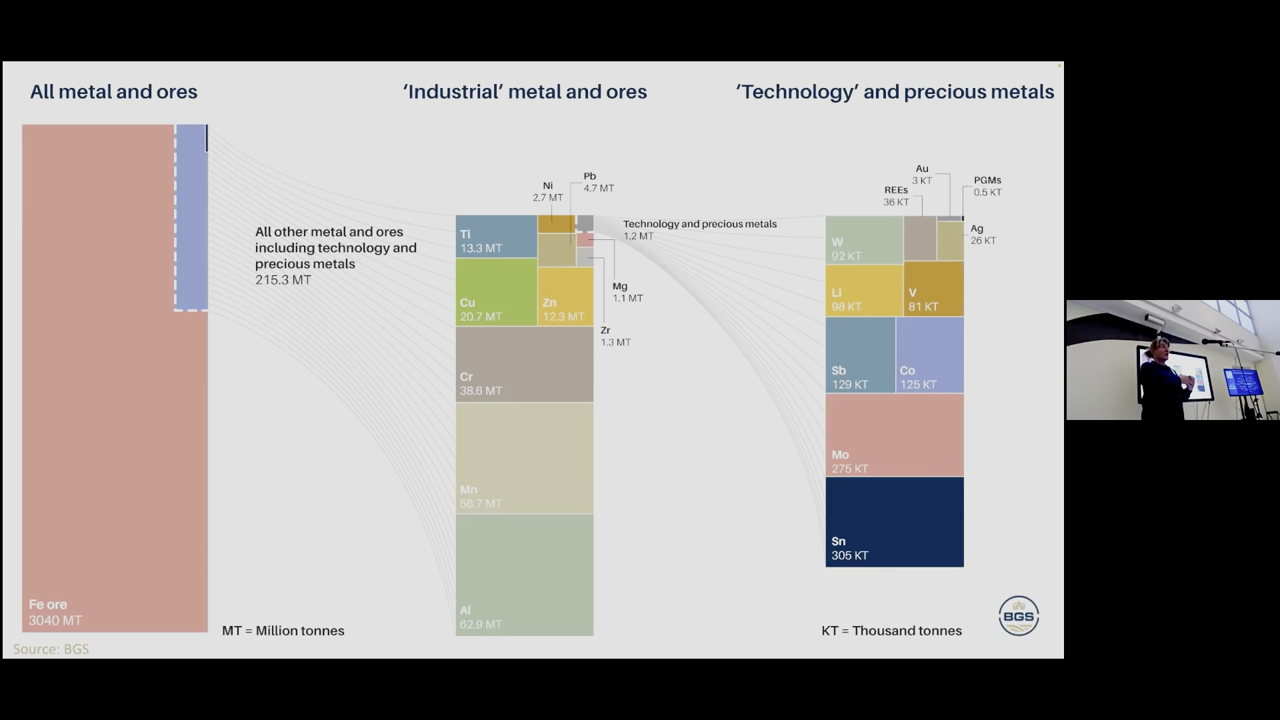 All metal and ores
'Industrial' metal and ores
'Technology' and precious metals
Fe ore
3040 MT
All other metal and ores
including technology and
precious metals
215.3 MT
MT = Million tonnes
Source: BGS
Ni
2.7 MT
Pb
4.7 MT
Ti
13.3 MT
Cu
20.7 MT
Zn
12.3 MT
Cr
38.6 MT
Mn
56.7 MT
Al
62.9 MT
Technology and precious metals
1.2 MT
Mg
1.1 MT
Zr
1.3 MT
Au
3 KT
REEs
36 KT
PGMs
0.5 KT
Ag
26 KT
W
92 KT
Li
98 KT
V
81 KT
Sb
129 KT
Co
125 KT
Mo
275 KT
Sn
305 KT
KT = Thousand tonnes
BGS